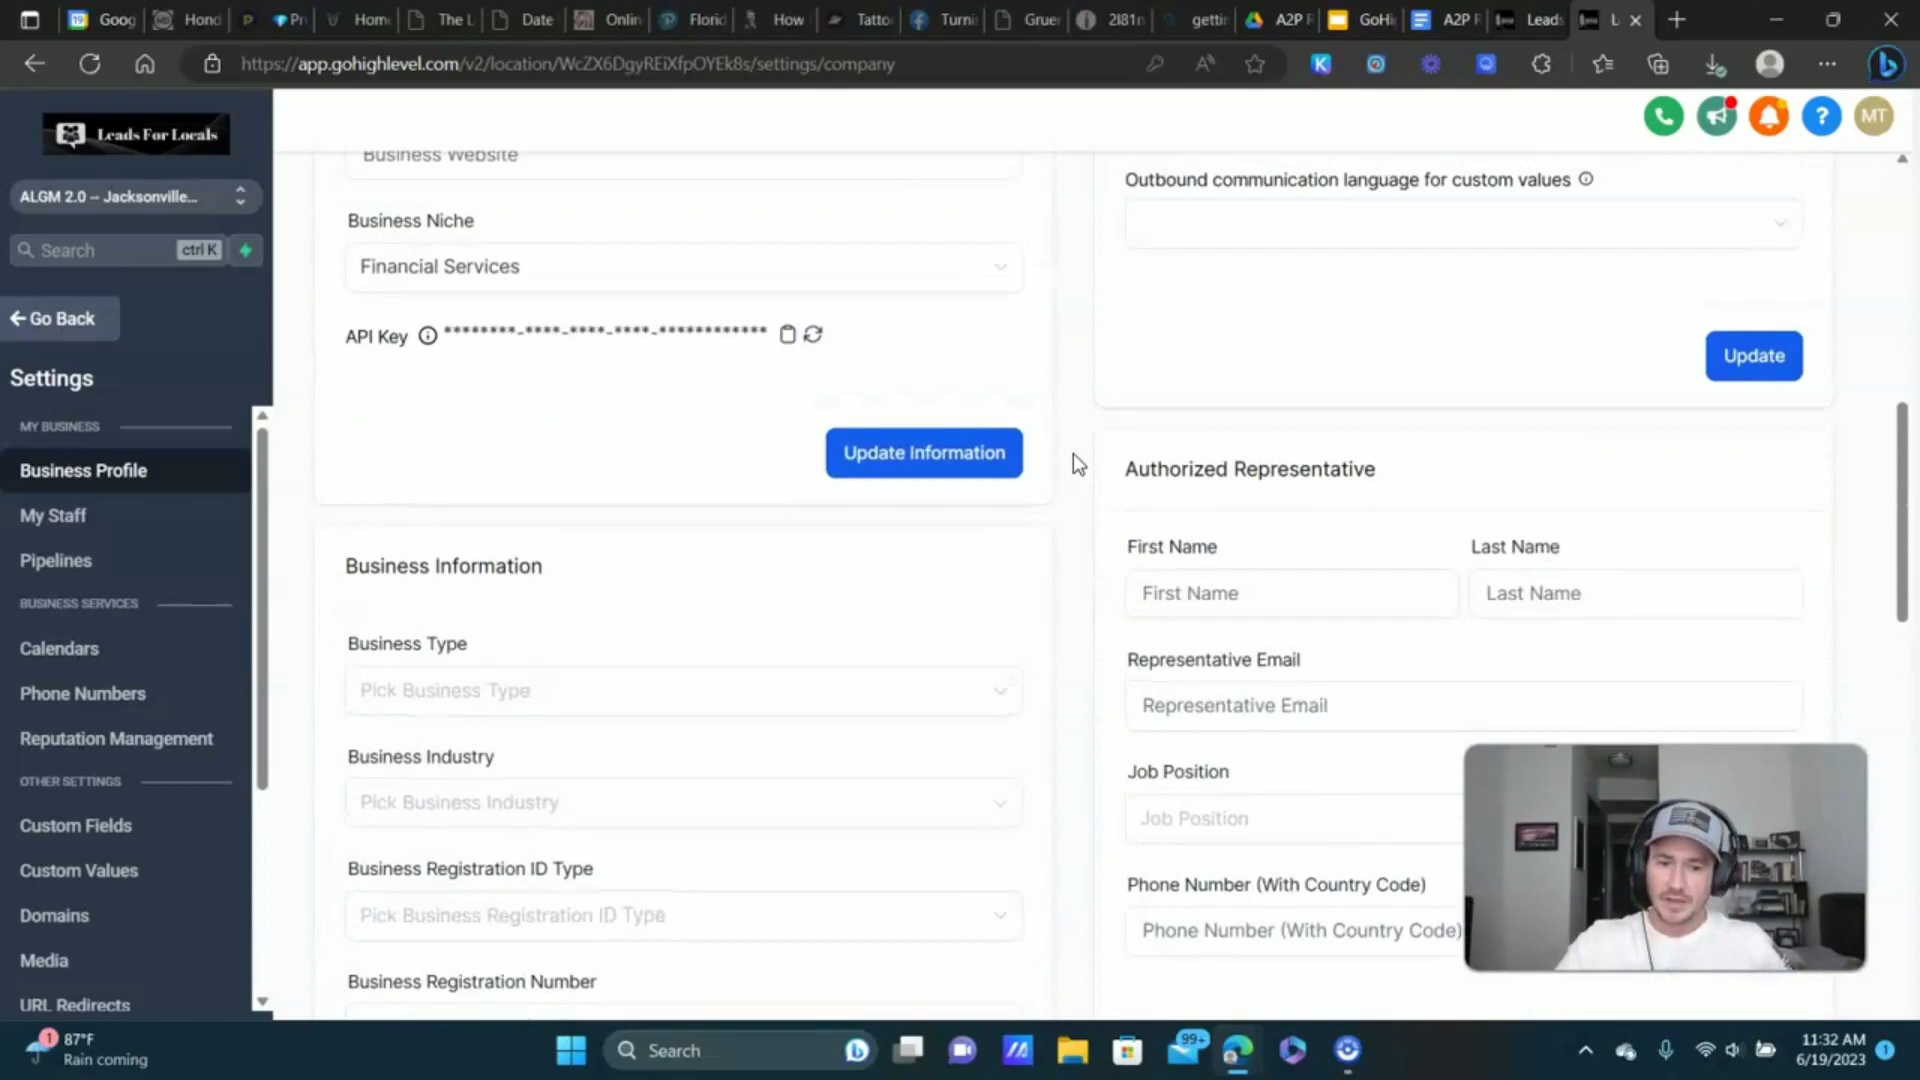 Goog
Hond
Pr
Hom
The L
Date
Onlin
Florid
How
Tatto
Turni
Gruer
2l81n
gettin
A2P F
GoHi
A2P F
Leads
L
https://app.gohighlevel.com/v2/location/WcZX6DgyREiXfpOYEk8s/settings/company
Leads For Locals
MT
ALGM 2.0 – Jacksonville...
Search
ctrl K
Go Back
Settings
MY BUSINESS
Business Profile
My Staff
Pipelines
BUSINESS SERVICES
Calendars
Phone Numbers
Reputation Management
OTHER SETTINGS
Custom Fields
Custom Values
Domains
Media
URL Redirects
Business Website
Business Niche
Financial Services
API Key ********-****-****-****-************
Update Information
Business Information
Business Type
Pick Business Type
Business Industry
Pick Business Industry
Business Registration ID Type
Pick Business Registration ID Type
Business Registration Number
Outbound communication language for custom values
Update
Authorized Representative
First Name
Last Name
First Name
Last Name
Representative Email
Representative Email
Job Position
Job Position
Phone Number (With Country Code)
Phone Number (With Country Code)
1
87°F
Rain coming
Search
99+
11:32 AM
6/19/2023
1